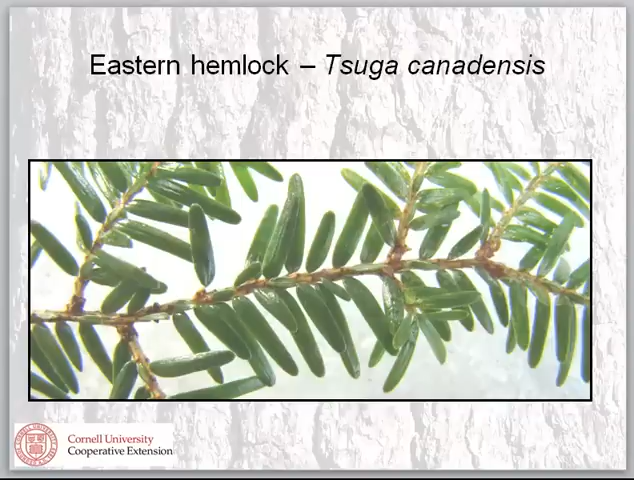 Eastern hemlock – Tsuga canadensis
Cornell University
Cooperative Extension